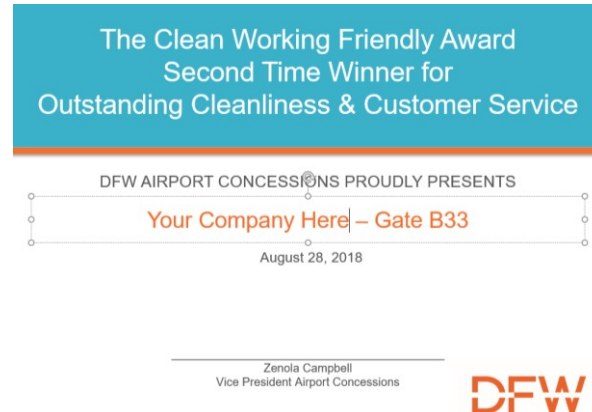 The Clean Working Friendly Award
Second Time Winner for
Outstanding Cleanliness & Customer Service
DFW AIRPORT CONCESSIONS PROUDLY PRESENTS
Your Company Here – Gate B33
August 28, 2018
Zenola Campbell
Vice President Airport Concessions
DFW